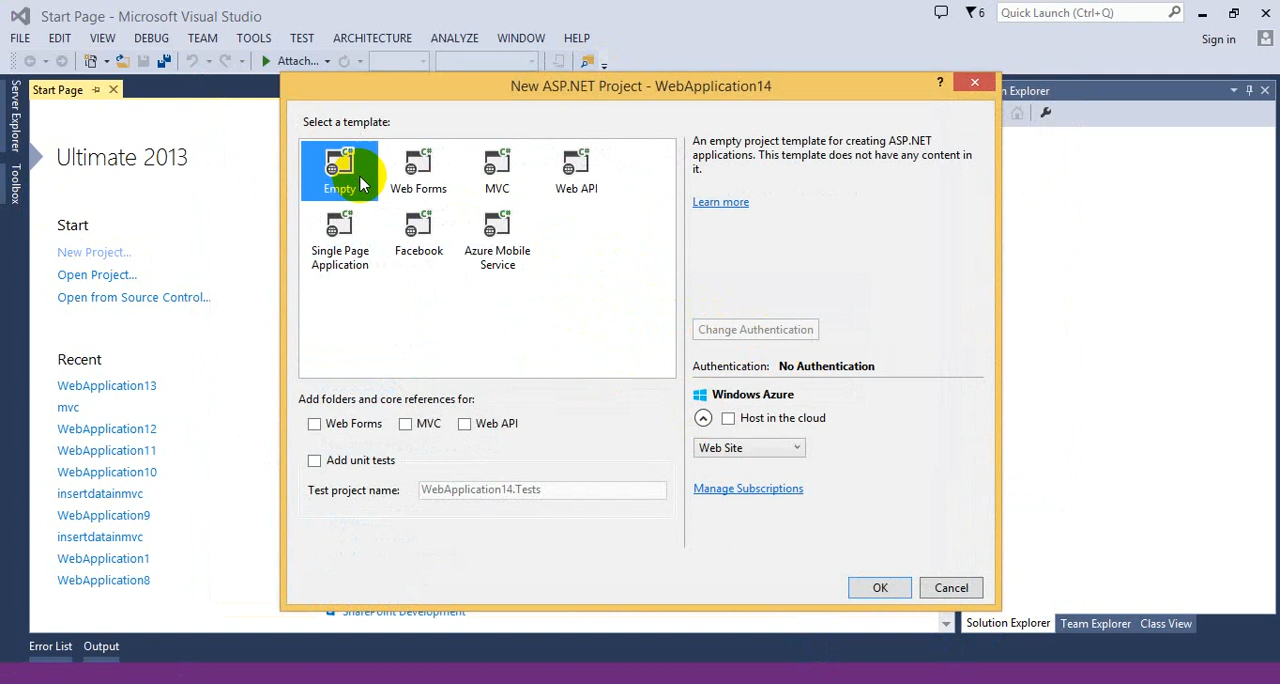 Start Page - Microsoft Visual Studio
6
Quick Launch (Ctrl+Q)
FILE EDIT VIEW DEBUG TEAM TOOLS TEST ARCHITECTURE ANALYZE WINDOW HELP
Sign in
Attach...
Server Explorer
Toolbox
Start Page
n Explorer
Ultimate 2013
Start
New Project...
Open Project...
Open from Source Control...
Recent
WebApplication13
mvc
WebApplication12
WebApplication11
WebApplication10
insertdatainmvc
WebApplication9
insertdatainmvc
WebApplication1
WebApplication8
New ASP.NET Project - WebApplication14
?
Select a template:
C# C# C# C#
Empty Web Forms MVC Web API
C# C# C#
Single Page Application
Facebook
Azure Mobile Service
An empty project template for creating ASP.NET
applications. This template does not have any content in
it.
Learn more
Change Authentication
Authentication: No Authentication
Windows Azure
Host in the cloud
Web Site
Manage Subscriptions
Add folders and core references for:
Web Forms MVC Web API
Add unit tests
Test project name: WebApplication14.Tests
OK Cancel
SharePoint Development
Solution Explorer Team Explorer Class View
Error List Output